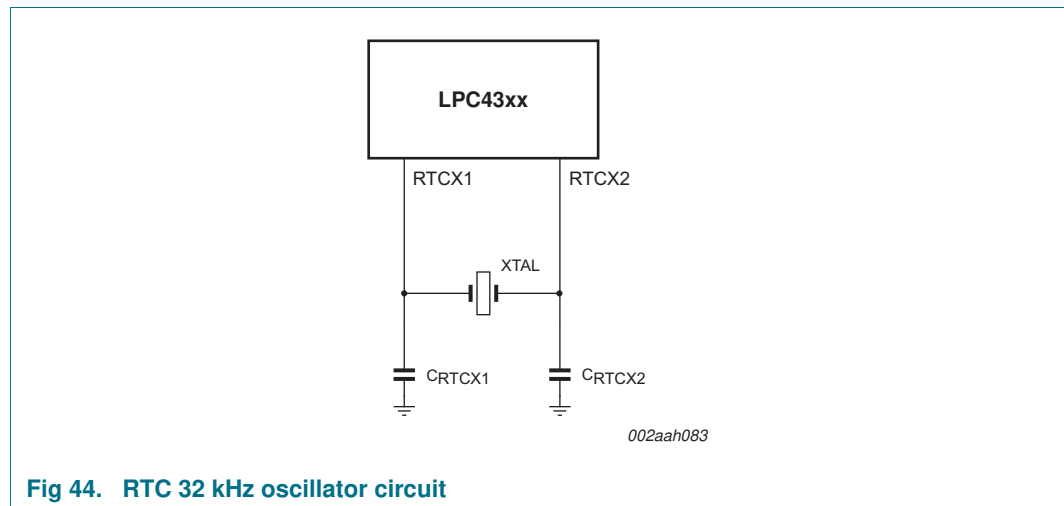 LPC43xx
RTCX1
RTCX2
XTAL
CRTCX1
CRTCX2
002aah083
Fig 44. RTC 32 kHz oscillator circuit